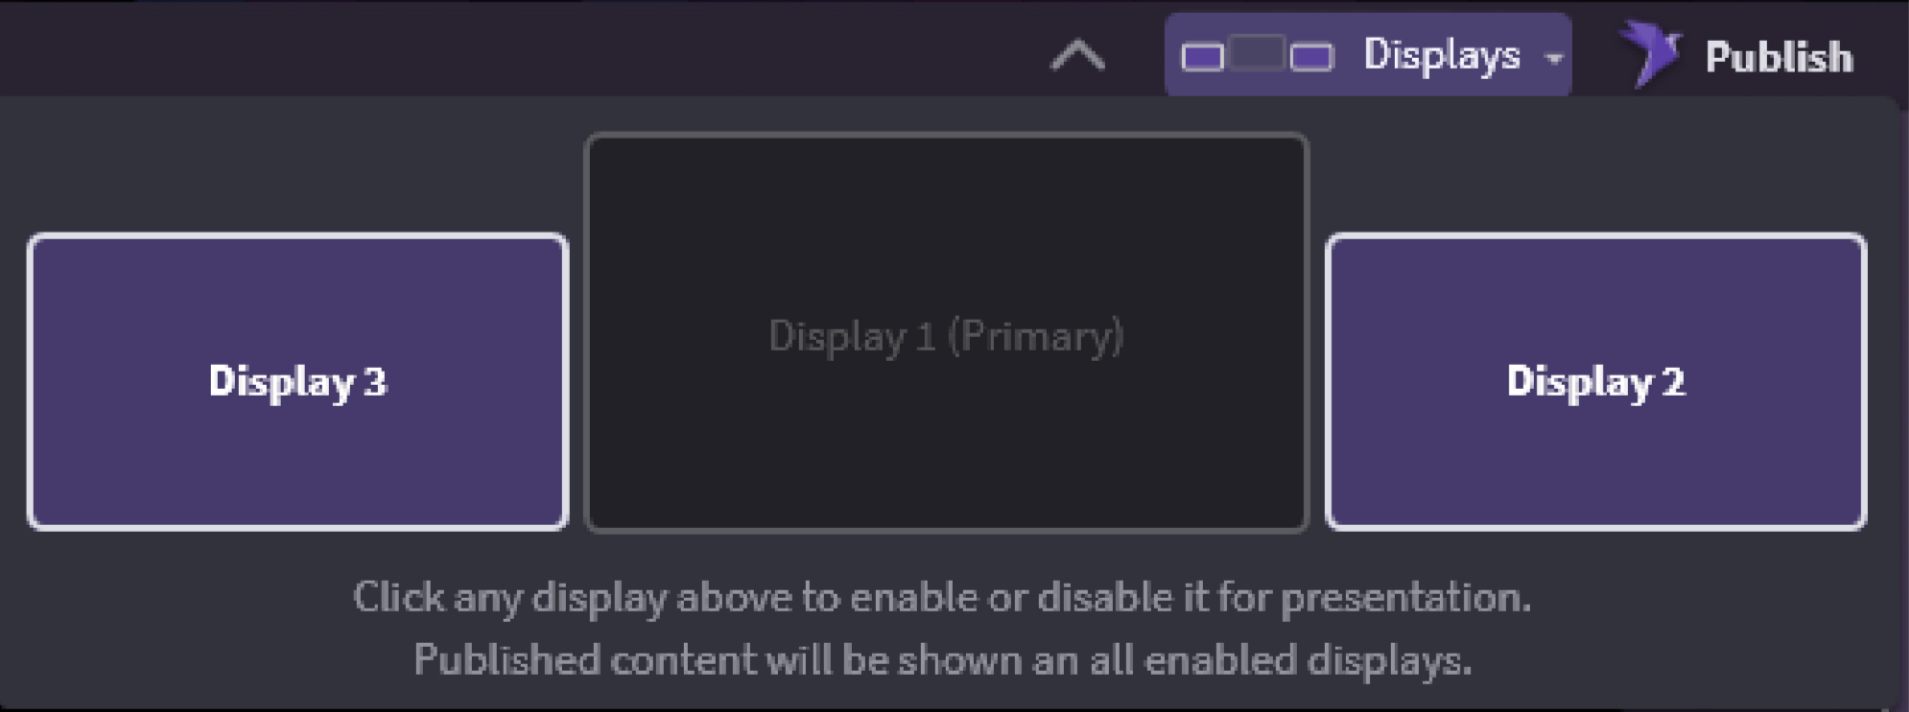 Displays
Publish
Display 3
Display 1 (Primary)
Display 2
Click any display above to enable or disable it for presentation.
Published content will be shown an all enabled displays.